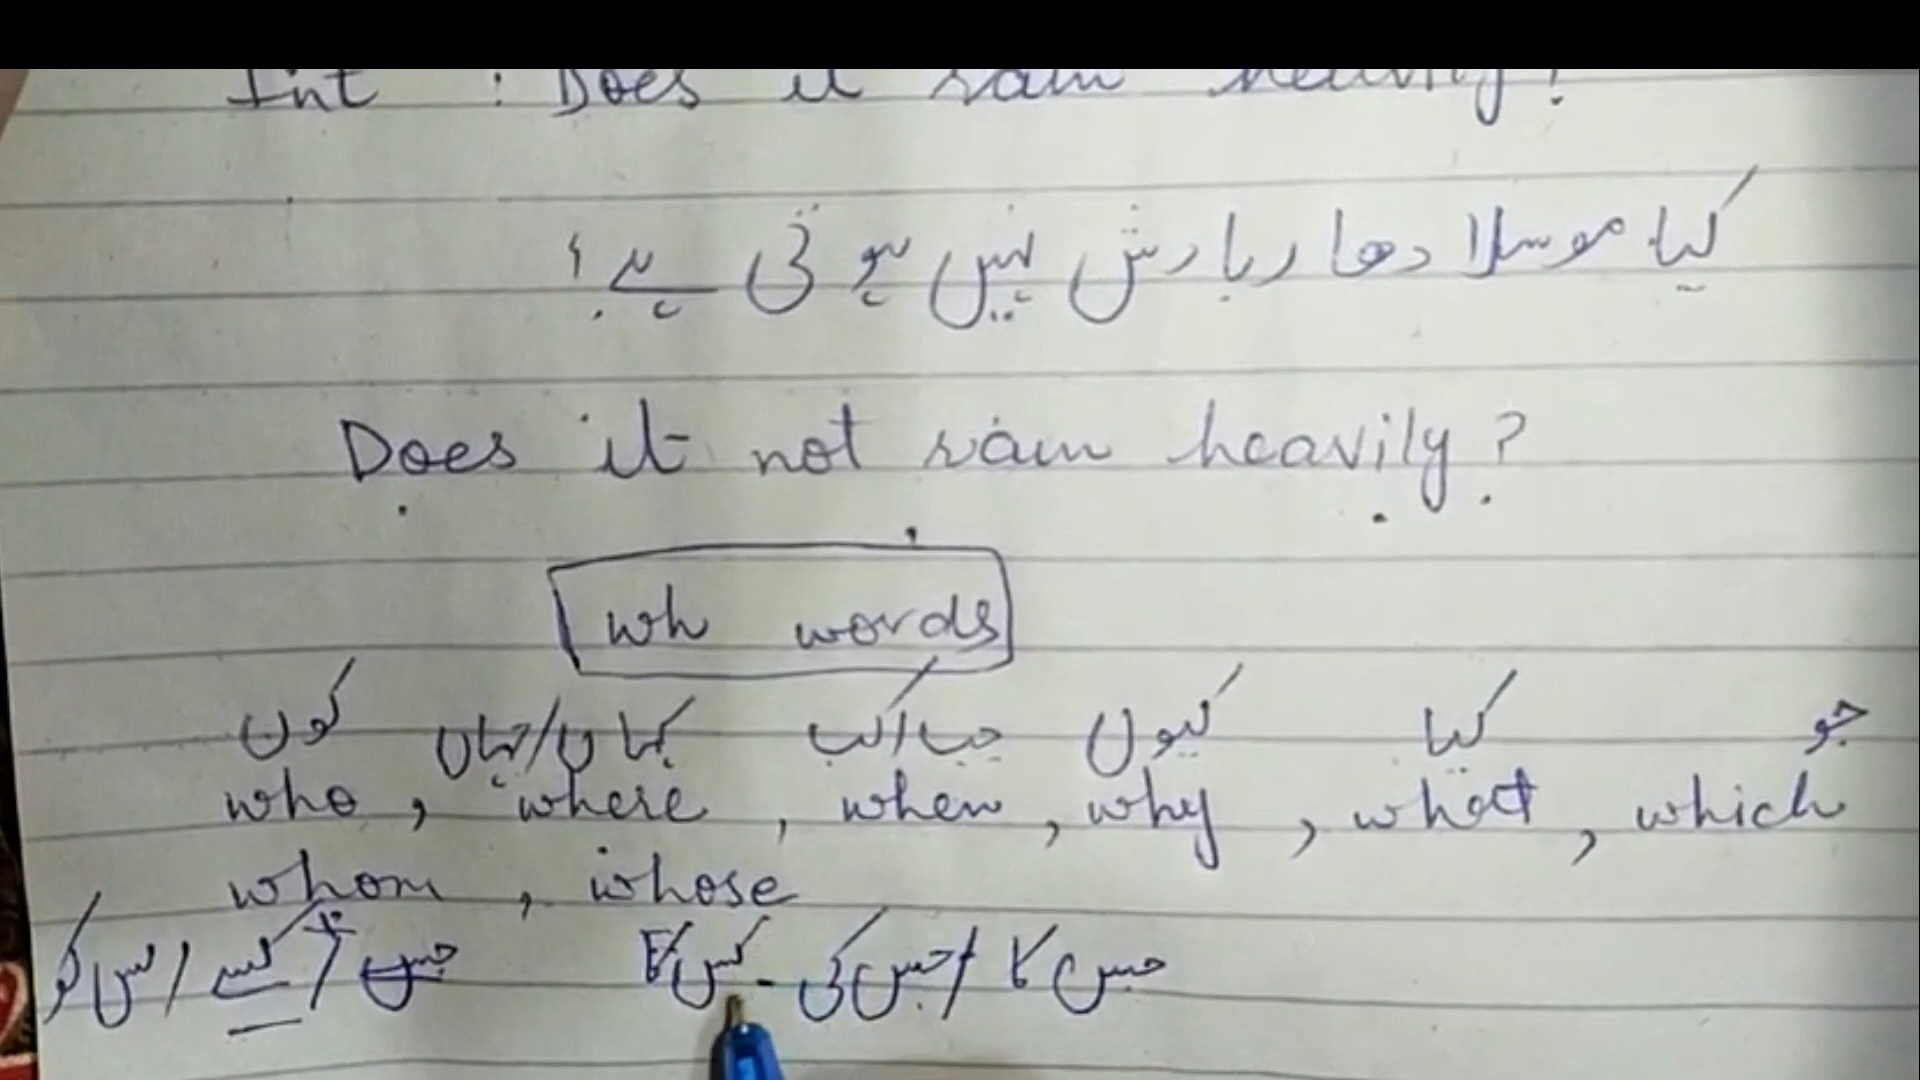 Int : Does it rain heavily?
کیا موسلا دھار بارش نہیں ہوتی ہے؟
Does it not rain heavily?
wh words
کون کہاں/جہاں جب/کب کیوں کیا جو
who, where, when, why, what, which
whom, whose
جس کا/جس کی - کس کا جس/کسے/کس کو